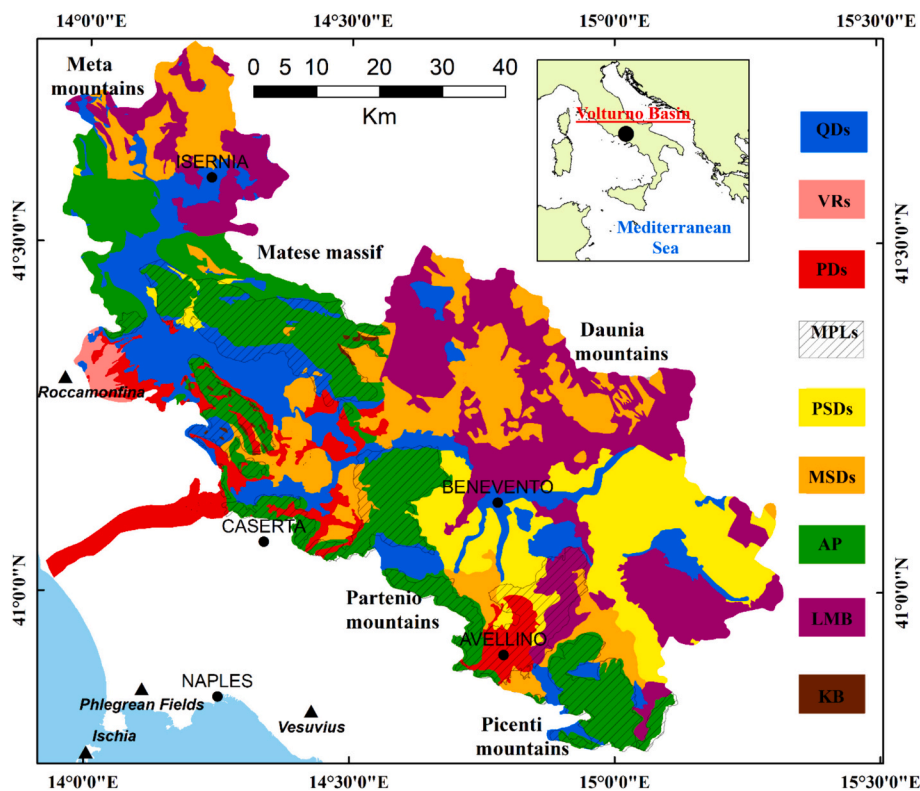 14°0'0"E
14°30'0"E
15°0'0"E
15°30'0"E
Meta
mountains
0 5 10 20 30 40
Km
Volturno Basin
Mediterranean
Sea
ISERNIA
41°30'0"N
41°30'0"N
Matese massif
Daunia
mountains
Roccamonfina
BENEVENTO
CASERTA
41°0'0"N
41°0'0"N
Partenio
mountains
AVELLINO
NAPLES
Phlegrean Fields
Vesuvius
Ischia
Picenti
mountains
QDs
VRs
PDs
MPLs
PSDs
MSDs
AP
LMB
KB
14°0'0"E
14°30'0"E
15°0'0"E
15°30'0"E